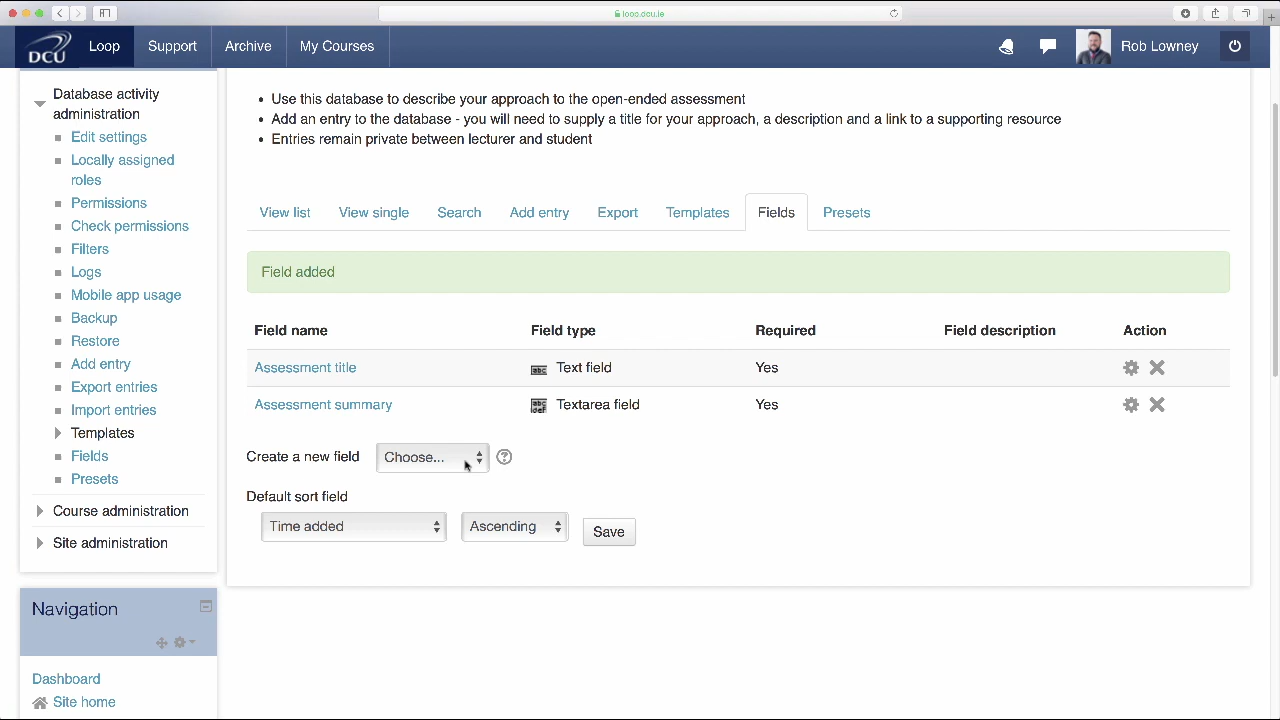 loop.dcu.ie
DCU
Loop
Support
Archive
My Courses
Rob Lowney
Database activity
administration
Edit settings
Locally assigned
roles
Permissions
Check permissions
Filters
Logs
Mobile app usage
Backup
Restore
Add entry
Export entries
Import entries
Templates
Fields
Presets
Course administration
Site administration
Navigation
Dashboard
Site home
Use this database to describe your approach to the open-ended assessment
Add an entry to the database - you will need to supply a title for your approach, a description and a link to a supporting resource
Entries remain private between lecturer and student
View list
View single
Search
Add entry
Export
Templates
Fields
Presets
Field added
Field name Field type Required Field description Action
Assessment title abc Text field Yes
Assessment summary abc def Textarea field Yes
Create a new field Choose... ?
Default sort field
Time added Ascending Save